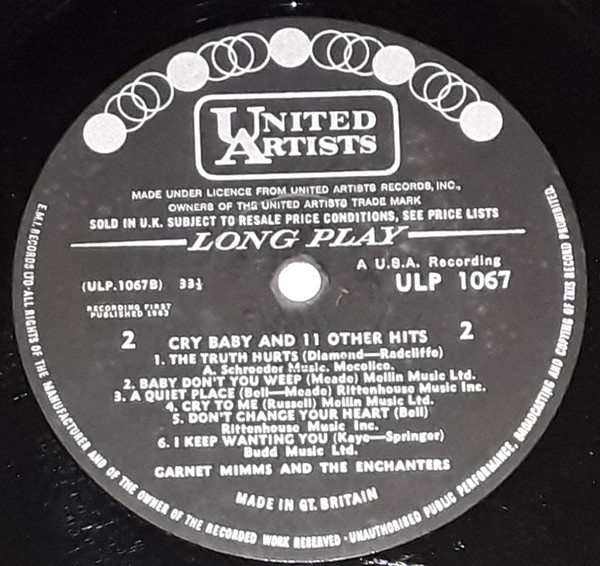 UNITED
ARTISTS
MADE UNDER LICENCE FROM UNITED ARTISTS RECORDS, INC.,
OWNERS OF THE UNITED ARTISTS TRADE MARK
SOLD IN U.K. SUBJECT TO RESALE PRICE CONDITIONS, SEE PRICE LISTS
LONG PLAY
A U.S.A. Recording
(ULP.1067B) 33⅓ ULP 1067
RECORDING FIRST
PUBLISHED 1963
2 CRY BABY AND 11 OTHER HITS 2
1. THE TRUTH HURTS (Diamond—Radcliffe)
A. Schroeder Music. Mecolico.
2. BABY DON'T YOU WEEP (Meade) Mellin Music Ltd.
3. A QUIET PLACE (Bell—Meade) Rittenhouse Music Inc.
4. CRY TO ME (Russell) Mellin Music Ltd.
5. DON'T CHANGE YOUR HEART (Bell)
Rittenhouse Music Inc.
6. I KEEP WANTING YOU (Kaye—Springer)
Budd Music Ltd.
GARNET MIMMS AND THE ENCHANTERS
MADE IN GT. BRITAIN
E.M.I. RECORDS LTD·ALL RIGHTS OF THE MANUFACTURER AND OF THE OWNER OF THE RECORDED WORK RESERVED·UNAUTHORISED PUBLIC PERFORMANCE, BROADCASTING AND COPYING OF THIS RECORD PROHIBITED.